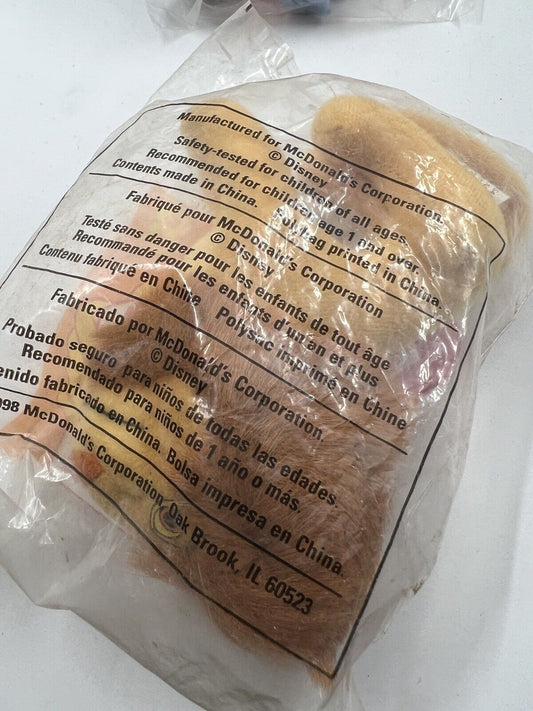 Manufactured for McDonald's Corporation.
© Disney
Safety-tested for children of all ages.
Recommended for children age 1 and over.
Contents made in China. Polybag printed in China.
Fabriqué pour McDonald's Corporation
© Disney
Testé sans danger pour les enfants de tout âge
Recommandé pour les enfants d'un an et plus
Contenu fabriqué en Chine Polysac imprimé en Chine
Fabricado por McDonald's Corporation.
© Disney
Probado seguro para niños de todas las edades.
Recomendado para niños de 1 año o más.
enido fabricado en China. Bolsa impresa en China.
998 McDonald's Corporation, Oak Brook, IL 60523